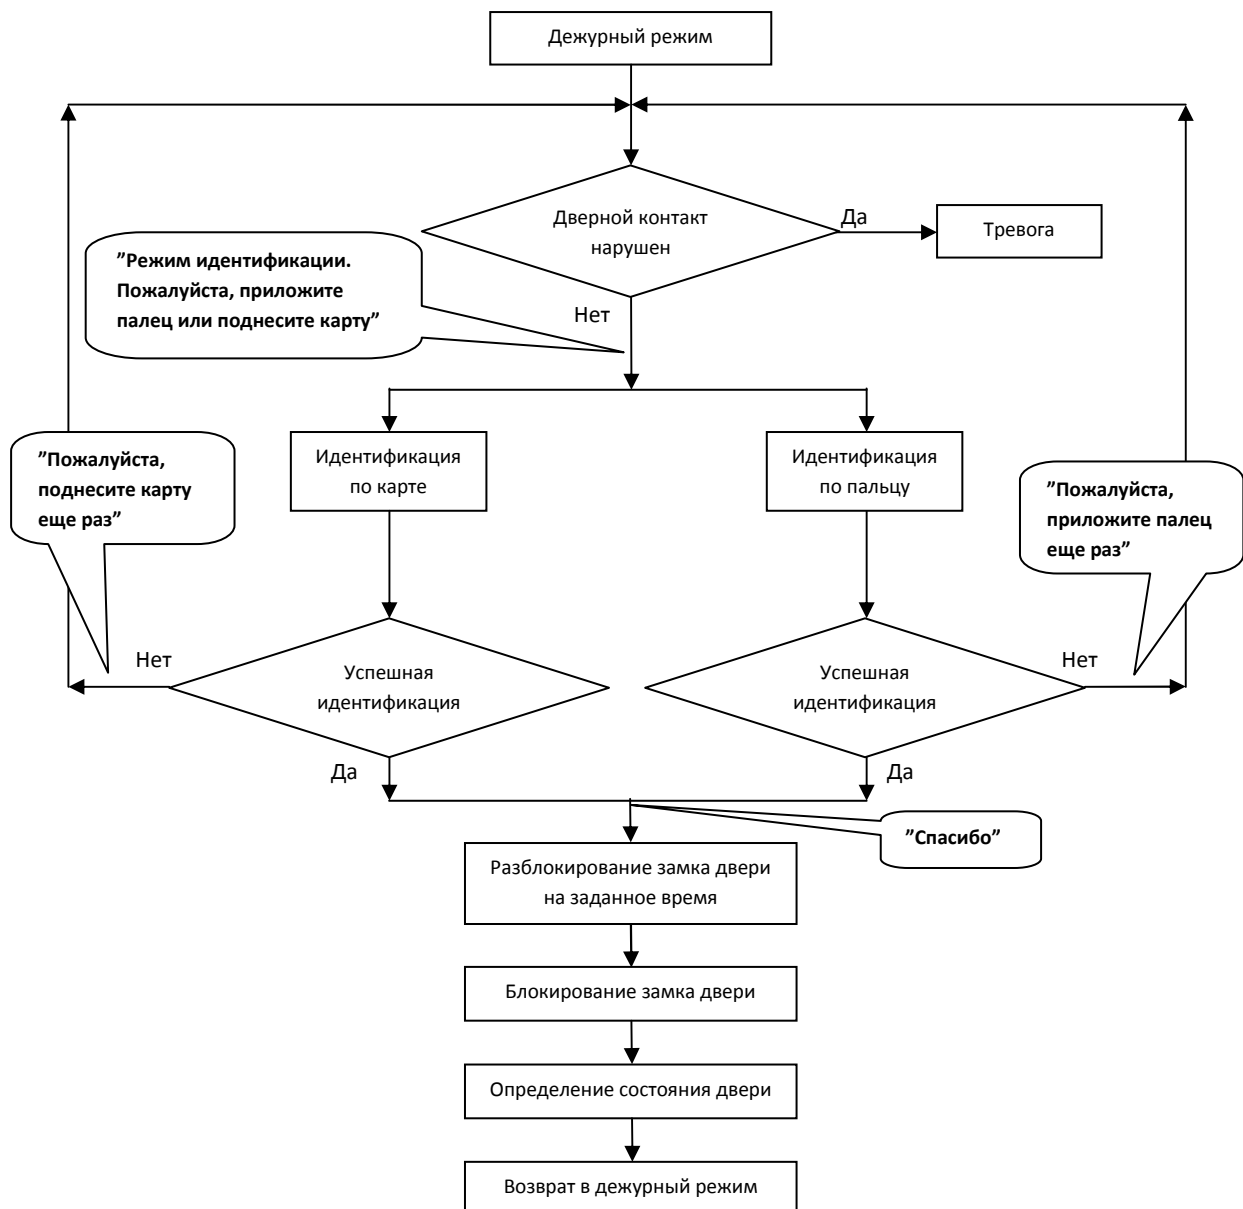 Дежурный режим
Дверной контакт
нарушен
Да
Тревога
”Режим идентификации.
Пожалуйста, приложите
палец или поднесите карту”
Нет
”Пожалуйста,
поднесите карту
еще раз”
Идентификация
по карте
Идентификация
по пальцу
”Пожалуйста,
приложите палец
еще раз”
Нет
Успешная
идентификация
Успешная
идентификация
Нет
Да
Да
”Спасибо”
Разблокирование замка двери
на заданное время
Блокирование замка двери
Определение состояния двери
Возврат в дежурный режим